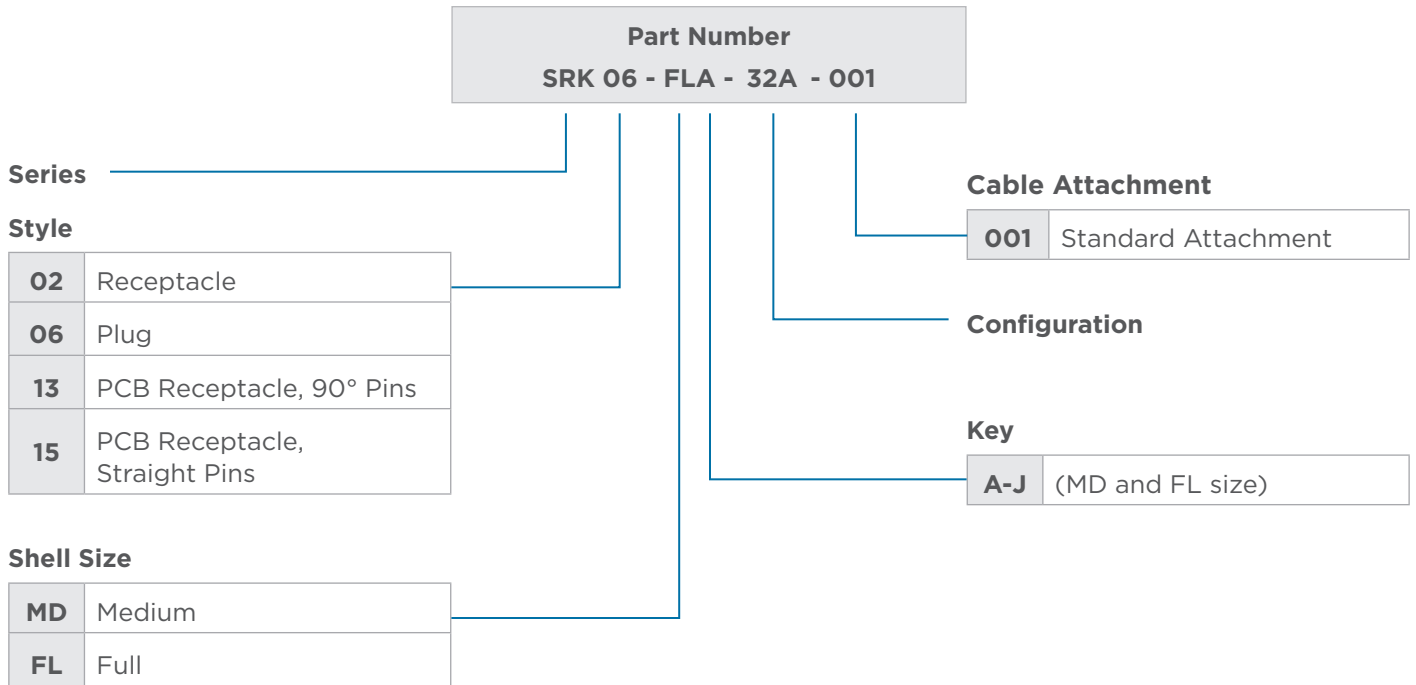 Part Number
SRK 06 - FLA - 32A - 001
Series
Style
02 Receptacle
06 Plug
13 PCB Receptacle, 90° Pins
15 PCB Receptacle,
Straight Pins
Shell Size
MD Medium
FL Full
Cable Attachment
001 Standard Attachment
Configuration
Key
A-J (MD and FL size)